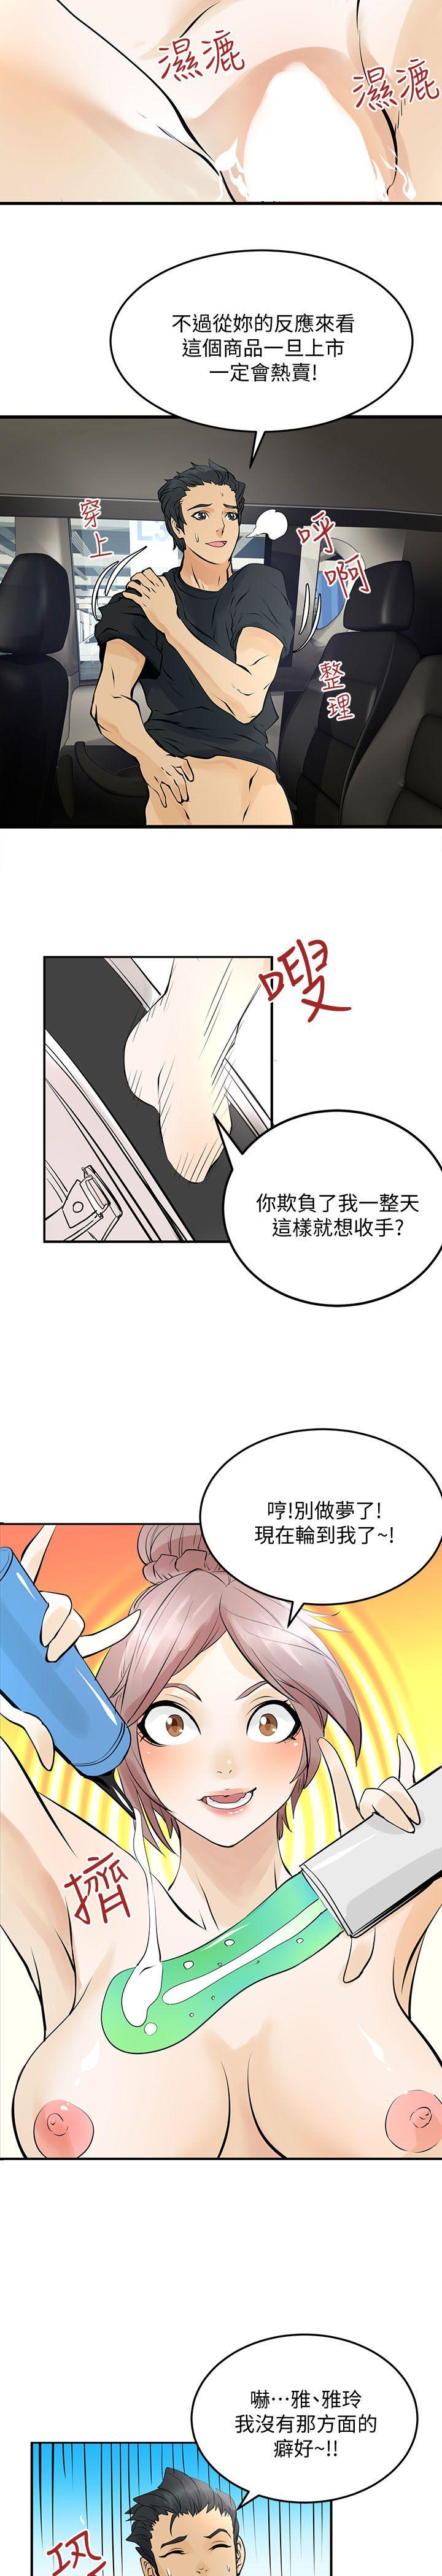 濕漉
濕漉
不過從妳的反應來看
這個商品一旦上市
一定會熱賣!
穿上
呼啊
整理
嗖
你欺負了我一整天
這樣就想收手?
哼!別做夢了!
現在輪到我了~!
擠
嚇…雅、雅玲
我沒有那方面的
癖好~!!